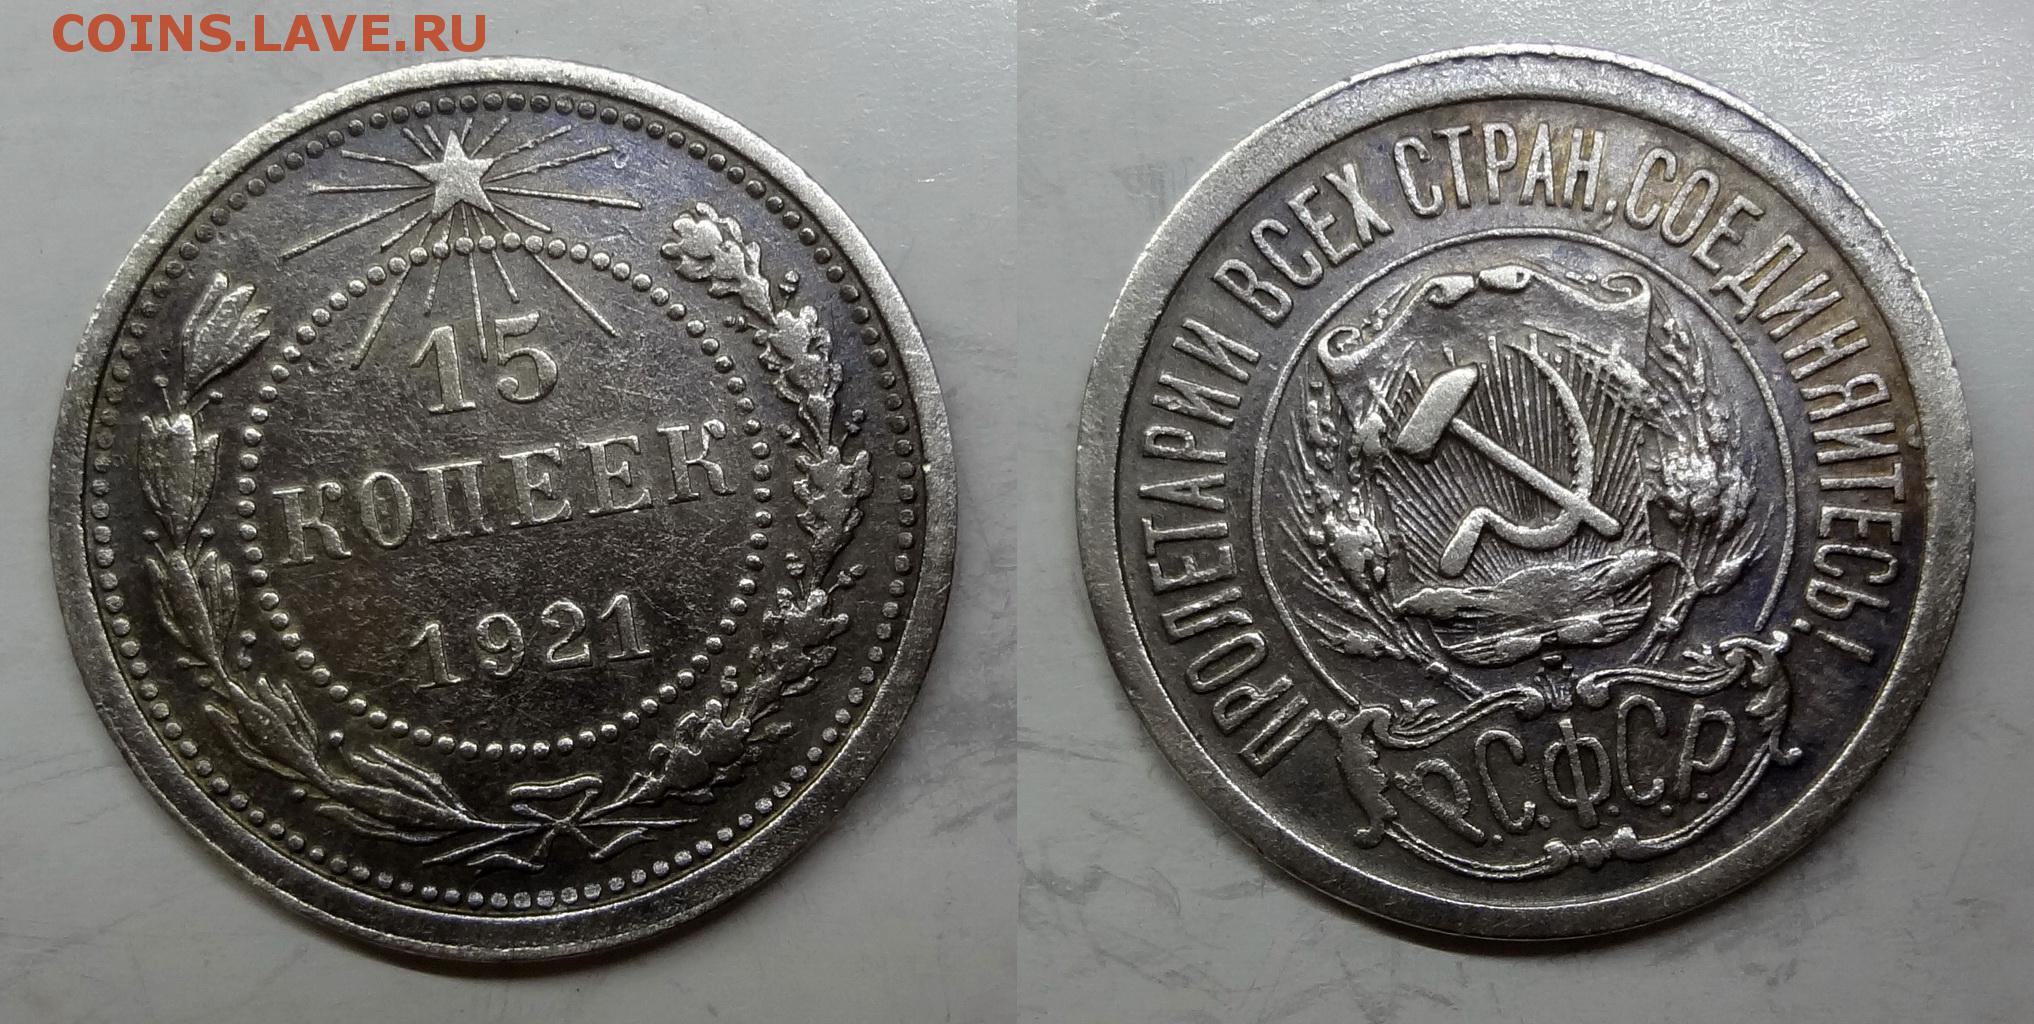 COINS.LAVE.RU
15
КОПЕЕК
1921
ПРОЛЕТАРИИ ВСЕХ СТРАН, СОЕДИНЯЙТЕСЬ!
Р.С.Ф.С.Р.